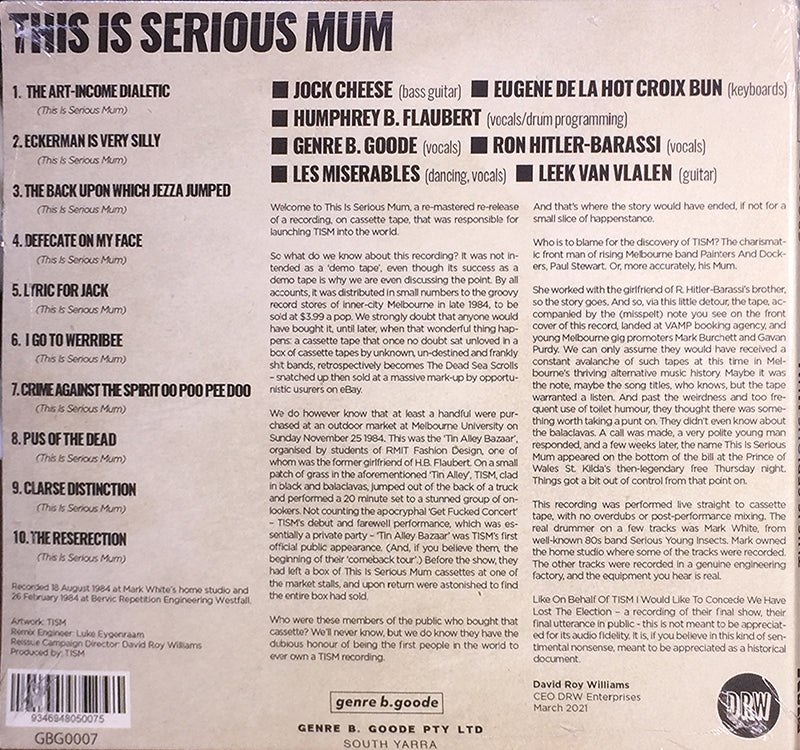 THIS IS SERIOUS MUM
1. THE ART-INCOME DIALETIC
(This Is Serious Mum)
2. ECKERMAN IS VERY SILLY
(This Is Serious Mum)
3. THE BACK UPON WHICH JEZZA JUMPED
(This Is Serious Mum)
4. DEFECATE ON MY FACE
(This Is Serious Mum)
5. LYRIC FOR JACK
(This Is Serious Mum)
6. I GO TO WERRIBEE
(This Is Serious Mum)
7. CRIME AGAINST THE SPIRIT OO POO PEE DOO
(This Is Serious Mum)
8. PUS OF THE DEAD
(This Is Serious Mum)
9. CLARSE DISTINCTION
(This Is Serious Mum)
10. THE RESERECTION
(This Is Serious Mum)
Recorded 18 August 1984 at Mark White's home studio and
26 February 1984 at Bervic Repetition Engineering Westfall.
Artwork: TISM
Remix Engineer: Luke Eygenraam
Reissue Campaign Director: David Roy Williams
Produced by: TISM
9346948050075
GBG0007
■ JOCK CHEESE (bass guitar) ■ EUGENE DE LA HOT CROIX BUN (keyboards)
■ HUMPHREY B. FLAUBERT (vocals/drum programming)
■ GENRE B. GOODE (vocals) ■ RON HITLER-BARASSI (vocals)
■ LES MISERABLES (dancing, vocals) ■ LEEK VAN VLALEN (guitar)
Welcome to This Is Serious Mum, a re-mastered re-release
of a recording, on cassette tape, that was responsible for
launching TISM into the world.
So what do we know about this recording? It was not in-
tended as a 'demo tape', even though its success as a
demo tape is why we are even discussing the point. By all
accounts, it was distributed in small numbers to the groovy
record stores of inner-city Melbourne in late 1984, to be
sold at $3.99 a pop. We strongly doubt that anyone would
have bought it, until later, when that wonderful thing hap-
pens: a cassette tape that once no doubt sat unloved in a
box of cassette tapes by unknown, un-destined and frankly
sh!t bands, retrospectively becomes The Dead Sea Scrolls
– snatched up then sold at a massive mark-up by opportu-
nistic usurers on eBay.
We do however know that at least a handful were pur-
chased at an outdoor market at Melbourne University on
Sunday November 25 1984. This was the 'Tin Alley Bazaar',
organised by students of RMIT Fashion Design, one of
whom was the former girlfriend of H.B. Flaubert. On a small
patch of grass in the aforementioned 'Tin Alley', TISM, clad
in black and balaclavas, jumped out of the back of a truck
and performed a 20 minute set to a stunned group of on-
lookers. Not counting the apocryphal 'Get Fucked Concert'
– TISM's debut and farewell performance, which was es-
sentially a private party – 'Tin Alley Bazaar' was TISM's first
official public appearance. (And, if you believe them, the
beginning of their 'comeback tour'.) Before the show, they
had left a box of This Is Serious Mum cassettes at one of
the market stalls, and upon return were astonished to find
the entire box had sold.
Who were these members of the public who bought that
cassette? We'll never know, but we do know they have the
dubious honour of being the first people in the world to
ever own a TISM recording.
And that's where the story would have ended, if not for a
small slice of happenstance.
Who is to blame for the discovery of TISM? The charismat-
ic front man of rising Melbourne band Painters And Dock-
ers, Paul Stewart. Or, more accurately, his Mum.
She worked with the girlfriend of R. Hitler-Barassi's brother,
so the story goes. And so, via this little detour, the tape, ac-
companied by the (misspelt) note you see on the front
cover of this record, landed at VAMP booking agency, and
young Melbourne gig promoters Mark Burchett and Gavan
Purdy. We can only assume they would have received a
constant avalanche of such tapes at this time in Mel-
bourne's thriving alternative music history. Maybe it was
the note, maybe the song titles, who knows, but the tape
warranted a listen. And past the weirdness and too fre-
quent use of toilet humour, they thought there was some-
thing worth taking a punt on. They didn't even know about
the balaclavas. A call was made, a very polite young man
responded, and a few weeks later, the name This Is Serious
Mum appeared on the bottom of the bill at the Prince of
Wales St. Kilda's then-legendary free Thursday night.
Things got a bit out of control from that point on.
This recording was performed live straight to cassette
tape, with no overdubs or post-performance mixing. The
real drummer on a few tracks was Mark White, from
well-known 80s band Serious Young Insects. Mark owned
the home studio where some of the tracks were recorded.
The other tracks were recorded in a genuine engineering
factory, and the equipment you hear is real.
Like On Behalf Of TISM I Would Like To Concede We Have
Lost The Election – a recording of their final show, their
final utterance in public - this is not meant to be appreciat-
ed for its audio fidelity. It is, if you believe in this kind of sen-
timental nonsense, meant to be appreciated as a historical
document.
David Roy Williams
CEO DRW Enterprises
March 2021
genre b.goode
GENRE B. GOODE PTY LTD
SOUTH YARRA
DRW